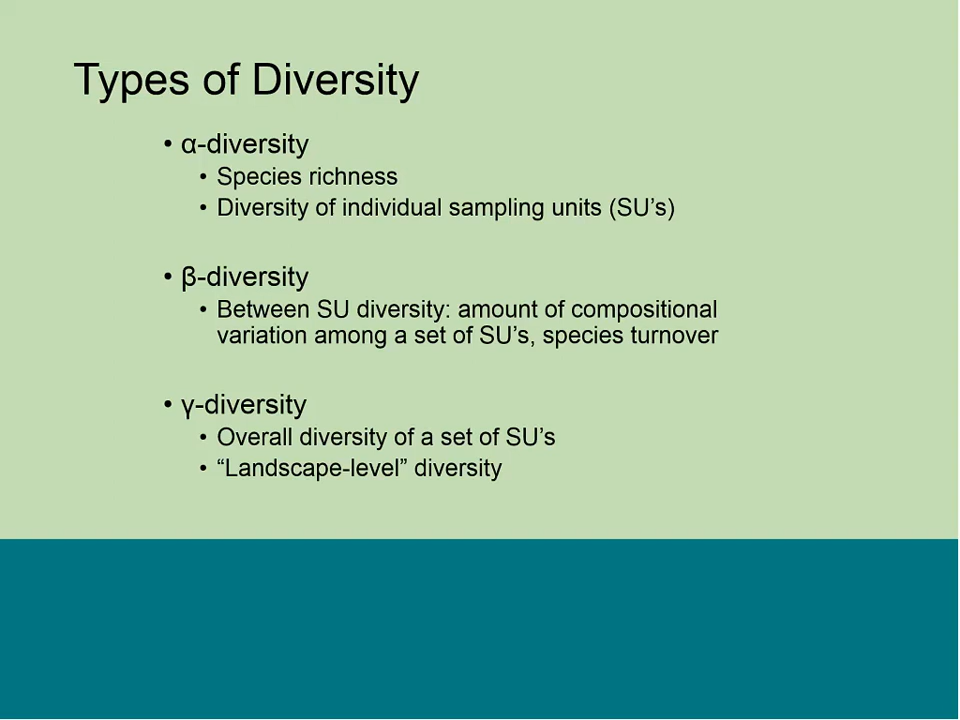 Types of Diversity
• α-diversity
• Species richness
• Diversity of individual sampling units (SU’s)
• β-diversity
• Between SU diversity: amount of compositional
variation among a set of SU’s, species turnover
• γ-diversity
• Overall diversity of a set of SU’s
• “Landscape-level” diversity